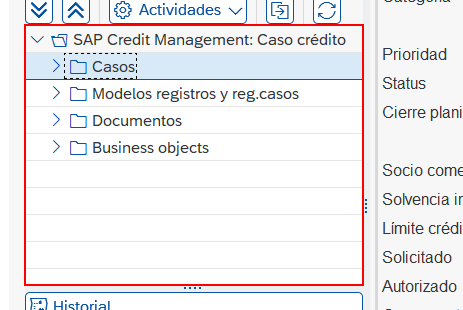 Categoría
Actividades
SAP Credit Management: Caso crédito
Casos
Modelos registros y reg.casos
Documentos
Business objects
Historial
Prioridad
Status
Cierre plani
Socio come
Solvencia in
Límite crédi
Solicitado
Autorizado